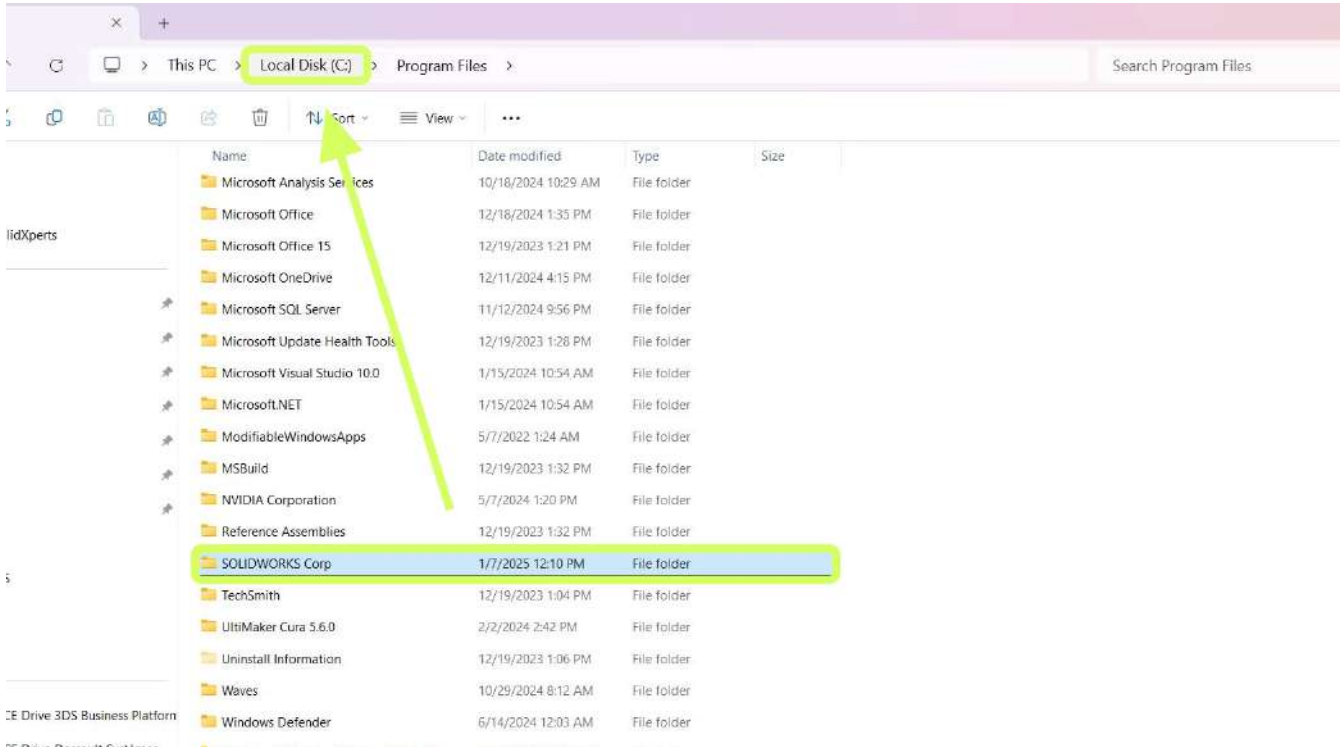 This PC > Local Disk (C:) > Program Files >
Search Program Files
Sort
View
Name Date modified Type Size
Microsoft Analysis Services 10/18/2024 10:29 AM File folder
Microsoft Office 12/18/2024 1:35 PM File folder
lidXperts
Microsoft Office 15 12/19/2023 1:21 PM File folder
Microsoft OneDrive 12/11/2024 4:15 PM File folder
Microsoft SQL Server 11/12/2024 9:56 PM File folder
Microsoft Update Health Tools 12/19/2023 1:28 PM File folder
Microsoft Visual Studio 10.0 1/15/2024 10:54 AM File folder
Microsoft.NET 1/15/2024 10:54 AM File folder
ModifiableWindowsApps 5/7/2022 1:24 AM File folder
MSBuild 12/19/2023 1:32 PM File folder
NVIDIA Corporation 5/7/2024 1:20 PM File folder
Reference Assemblies 12/19/2023 1:32 PM File folder
SOLIDWORKS Corp 1/7/2025 12:10 PM File folder
s
TechSmith 12/19/2023 1:04 PM File folder
UltiMaker Cura 5.6.0 2/2/2024 2:42 PM File folder
Uninstall Information 12/19/2023 1:06 PM File folder
Waves 10/29/2024 8:12 AM File folder
CE Drive 3DS Business Platform
Windows Defender 6/14/2024 12:03 AM File folder